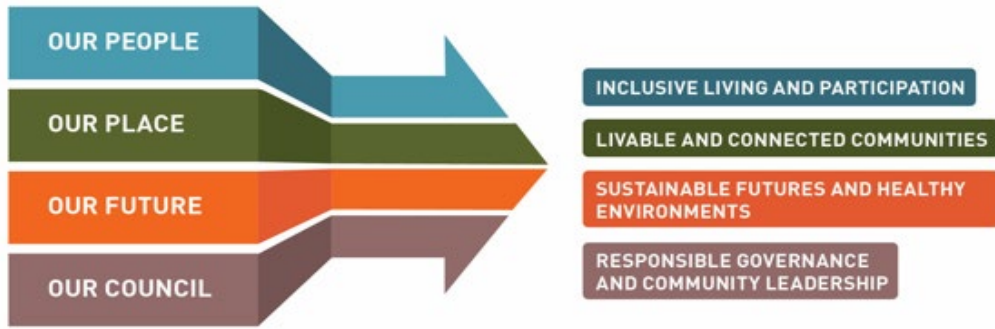 OUR PEOPLE
OUR PLACE
OUR FUTURE
OUR COUNCIL
INCLUSIVE LIVING AND PARTICIPATION
LIVABLE AND CONNECTED COMMUNITIES
SUSTAINABLE FUTURES AND HEALTHY
ENVIRONMENTS
RESPONSIBLE GOVERNANCE
AND COMMUNITY LEADERSHIP